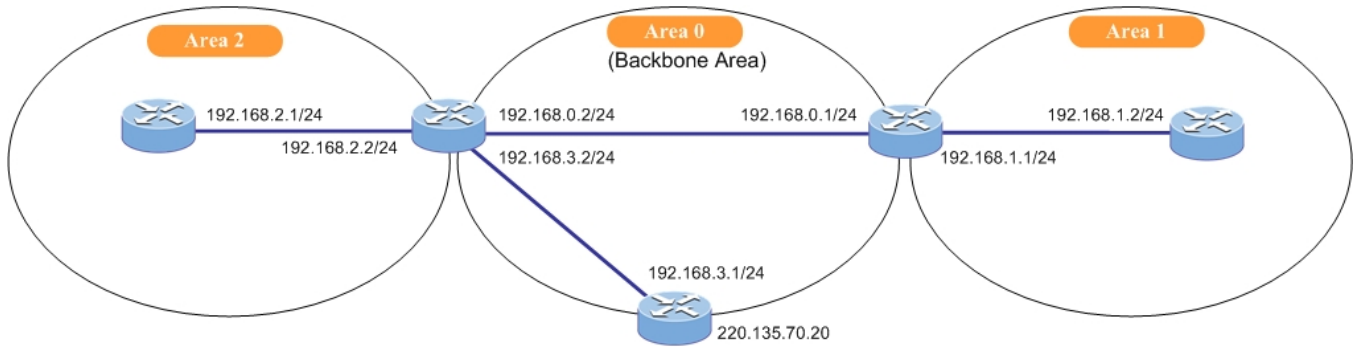 Area 2
Area 0
(Backbone Area)
Area 1
192.168.2.1/24
192.168.2.2/24
192.168.0.2/24
192.168.3.2/24
192.168.0.1/24
192.168.1.1/24
192.168.1.2/24
192.168.3.1/24
220.135.70.20